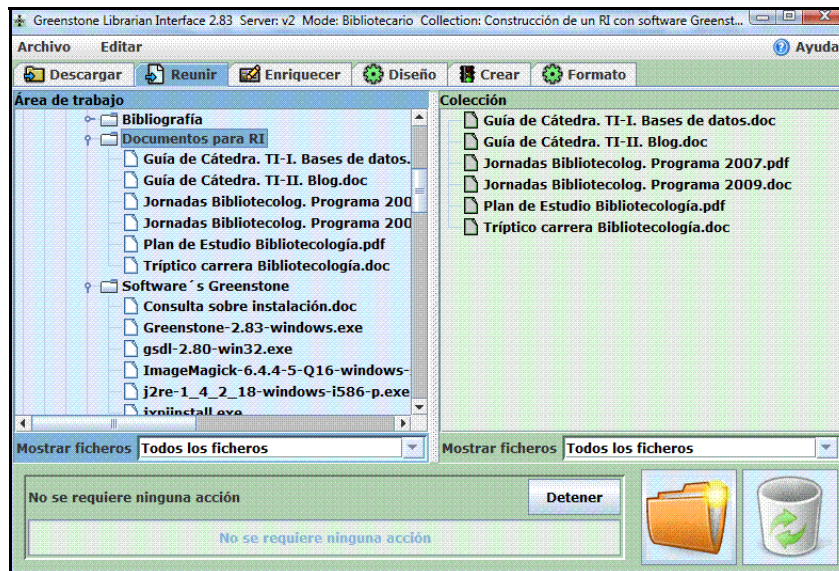 Greenstone Librarian Interface 2.83 Server: v2 Mode: Bibliotecario Collection: Construcción de un RI con software Greenst...
Archivo Editar Ayuda
Descargar Reunir Enriquecer Diseño Crear Formato
Área de trabajo
Bibliografía
Documentos para RI
Guía de Cátedra. TI-I. Bases de datos.
Guía de Cátedra. TI-II. Blog.doc
Jornadas Bibliotecolog. Programa 200
Jornadas Bibliotecolog. Programa 200
Plan de Estudio Bibliotecología.pdf
Tríptico carrera Bibliotecología.doc
Software´s Greenstone
Consulta sobre instalación.doc
Greenstone-2.83-windows.exe
gsdl-2.80-win32.exe
ImageMagick-6.4.4-5-Q16-windows-
j2re-1_4_2_18-windows-i586-p.exe
jxpiinstall.exe
Mostrar ficheros Todos los ficheros
Colección
Guía de Cátedra. TI-I. Bases de datos.doc
Guía de Cátedra. TI-II. Blog.doc
Jornadas Bibliotecolog. Programa 2007.pdf
Jornadas Bibliotecolog. Programa 2009.doc
Plan de Estudio Bibliotecología.pdf
Tríptico carrera Bibliotecología.doc
Mostrar ficheros Todos los ficheros
No se requiere ninguna acción Detener
No se requiere ninguna acción